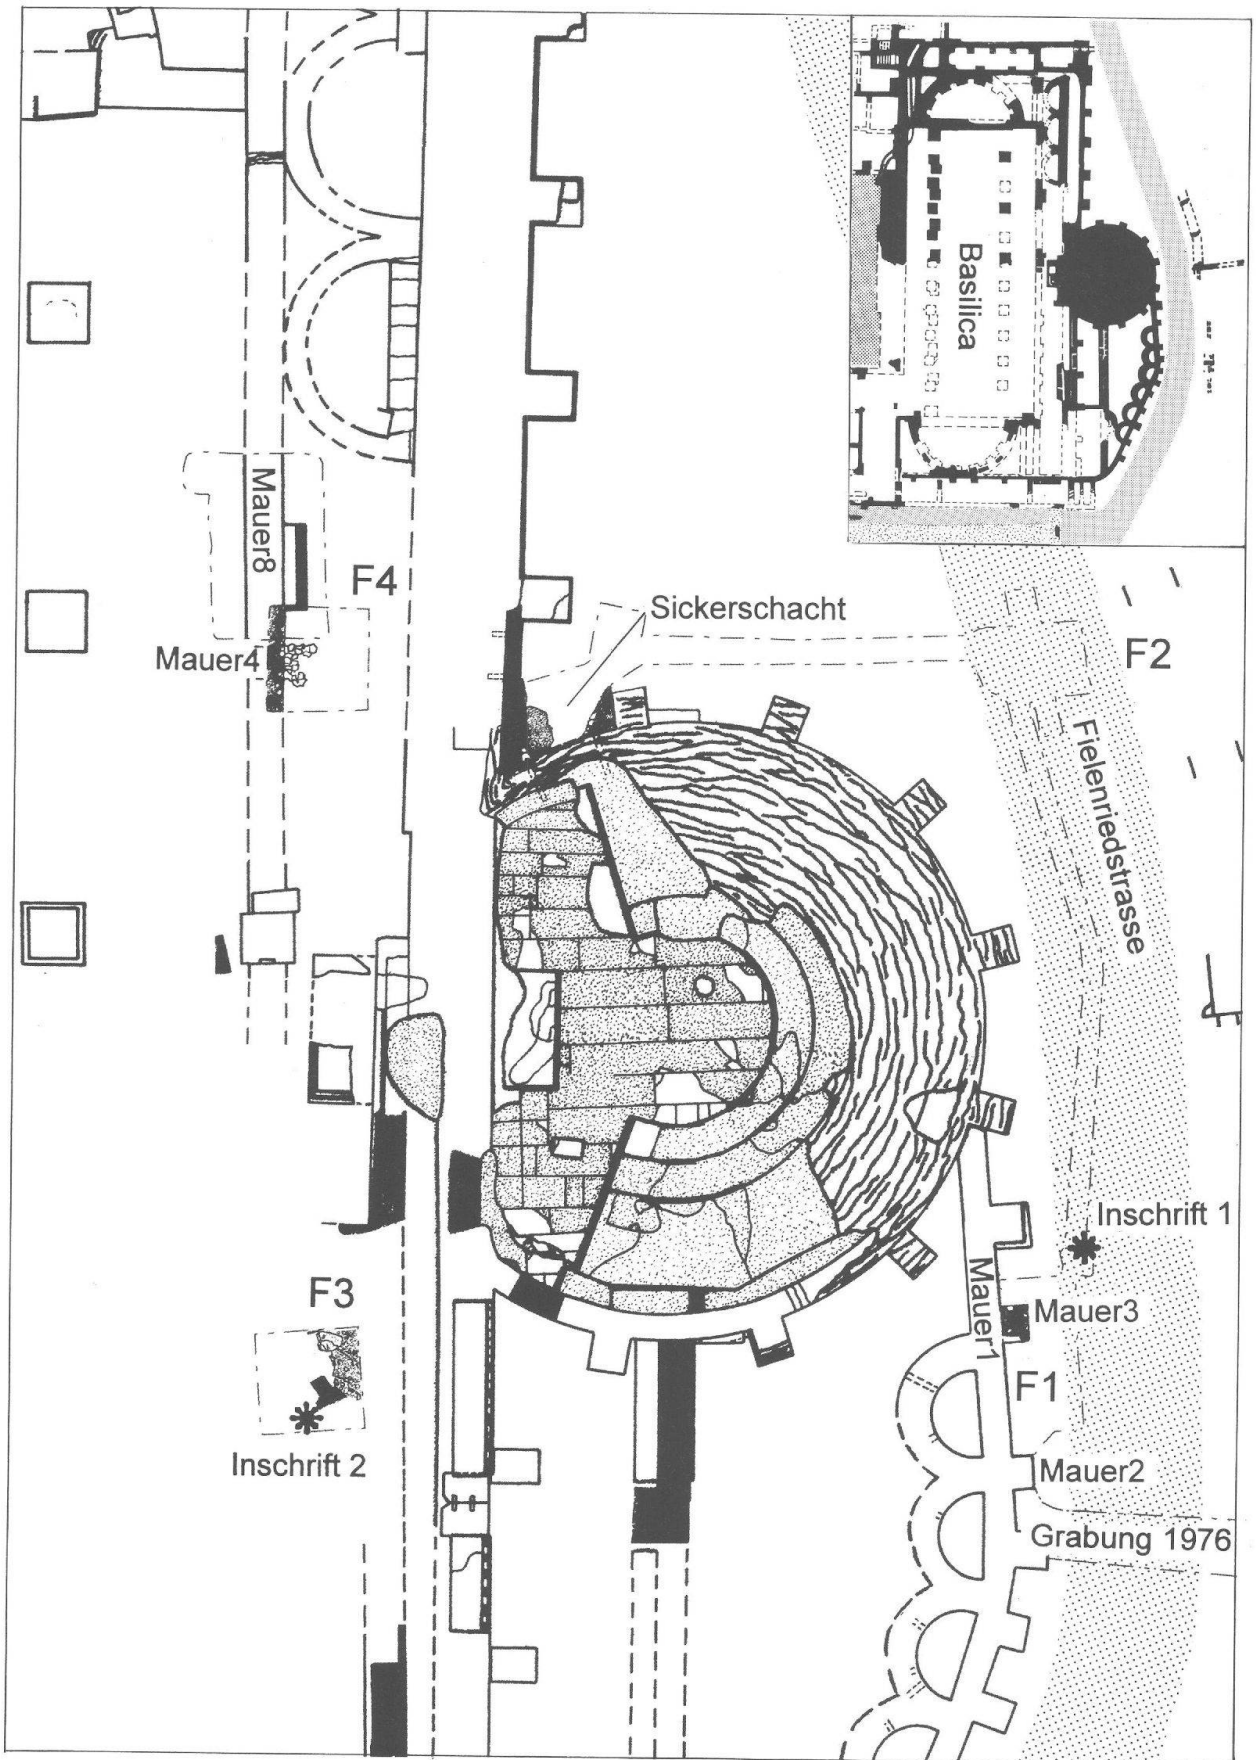 Basilica
Mauer8
F4
Sickerschacht
Mauer4
F2
Fielenriedstrasse
Inschrift 1
Mauer1
Mauer3
F3
F1
Inschrift 2
Mauer2
Grabung 1976